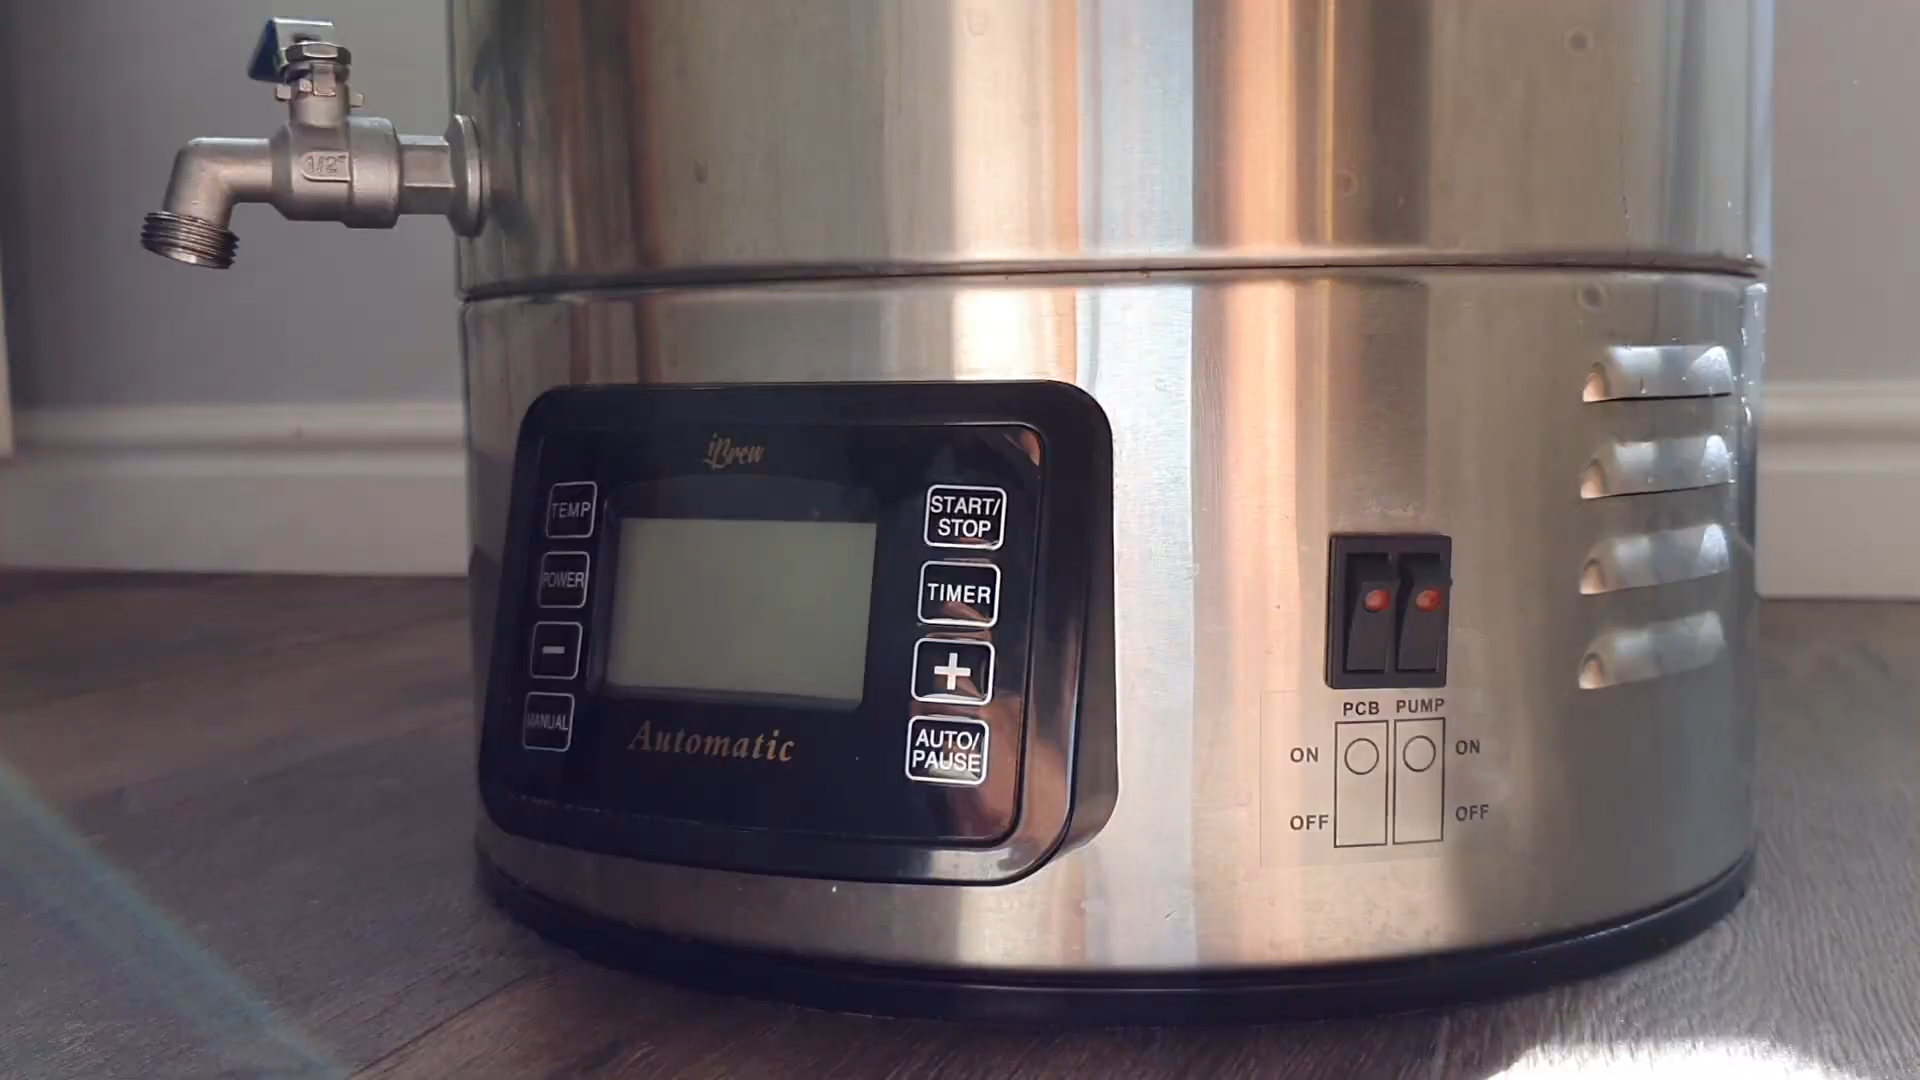 1/2"
iBrew
TEMP
POWER
−
MANUAL
START/
STOP
TIMER
+
AUTO/
PAUSE
Automatic
PCB PUMP
ON ON
OFF OFF